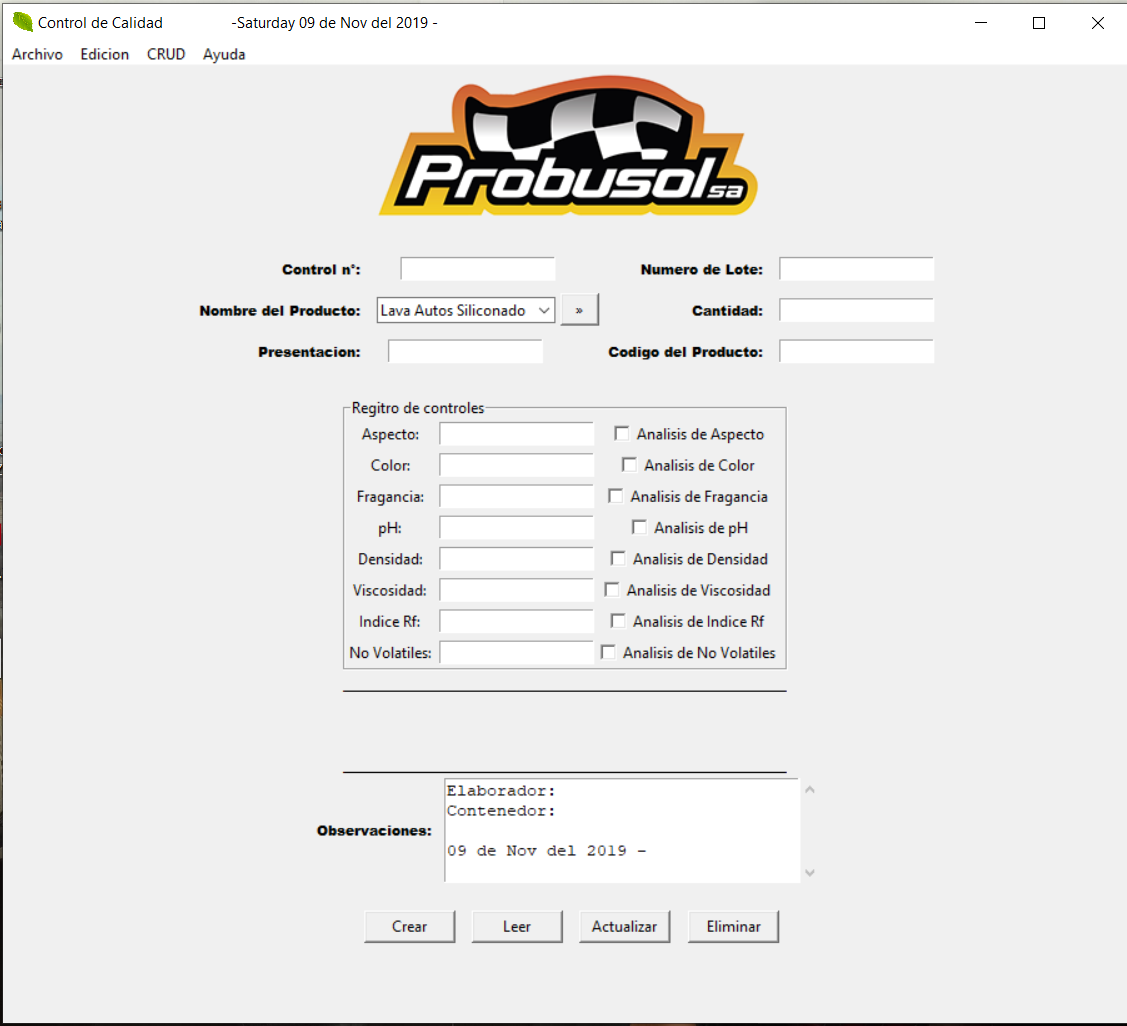 Control de Calidad -Saturday 09 de Nov del 2019 -
Archivo Edicion CRUD Ayuda
Probusol sa
Control n°: Numero de Lote:
Nombre del Producto: Lava Autos Siliconado » Cantidad:
Presentacion: Codigo del Producto:
Regitro de controles
Aspecto: Analisis de Aspecto
Color: Analisis de Color
Fragancia: Analisis de Fragancia
pH: Analisis de pH
Densidad: Analisis de Densidad
Viscosidad: Analisis de Viscosidad
Indice Rf: Analisis de Indice Rf
No Volatiles: Analisis de No Volatiles
Observaciones:
Elaborador:
Contenedor:
09 de Nov del 2019 -
Crear Leer Actualizar Eliminar